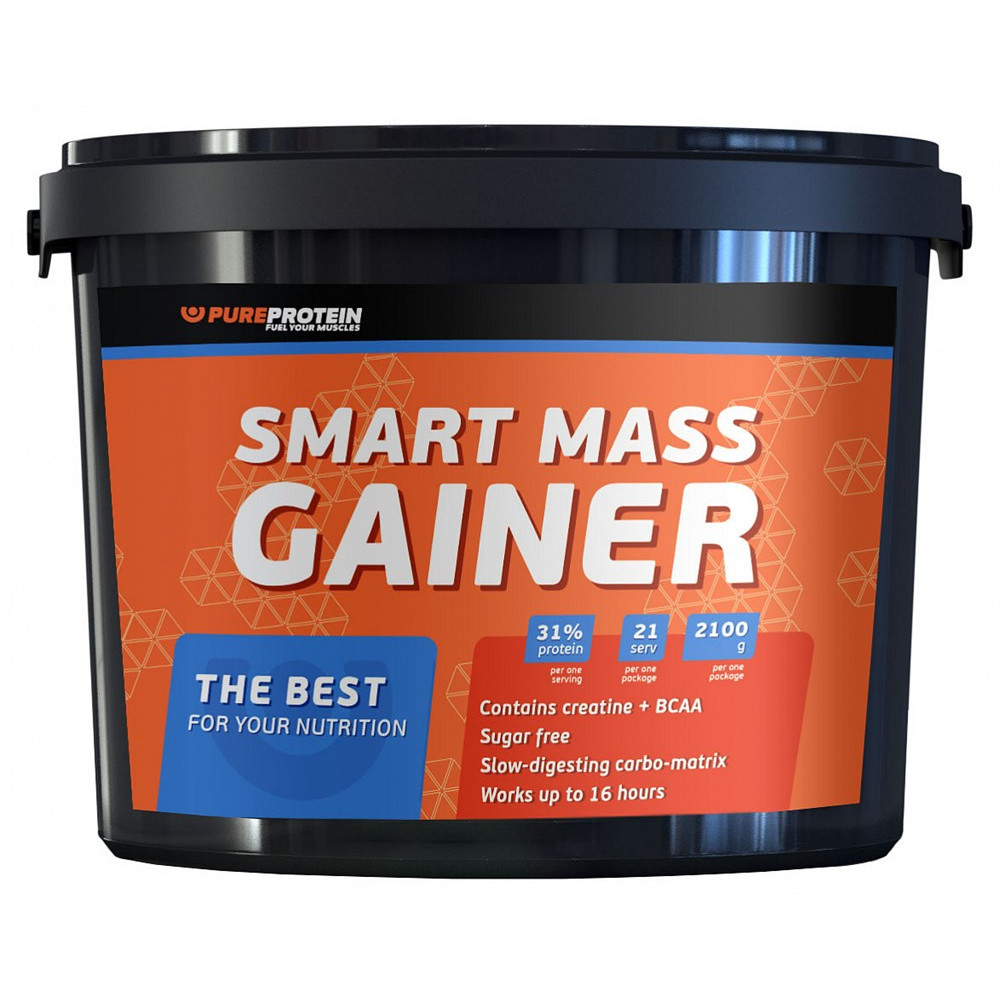 PUREPROTEIN
FUEL YOUR MUSCLES
SMART MASS
GAINER
THE BEST
FOR YOUR NUTRITION
31%
protein
per one
serving
21
serv
per one
package
2100
g
per one
package
Contains creatine + BCAA
Sugar free
Slow-digesting carbo-matrix
Works up to 16 hours